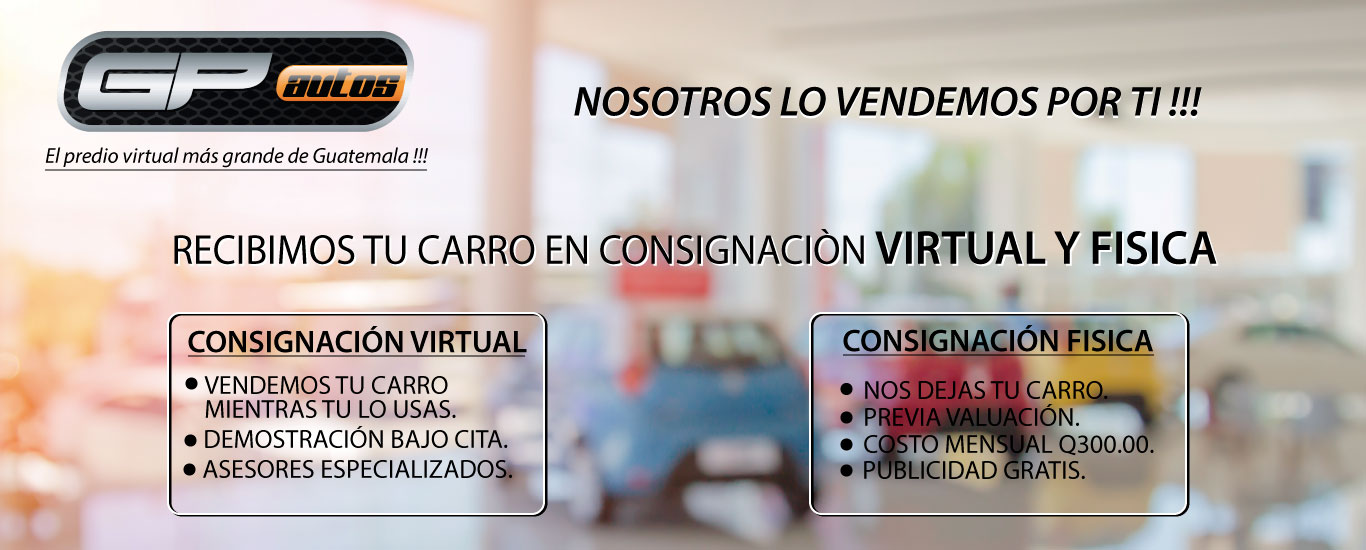 GP autos
El predio virtual más grande de Guatemala !!!
NOSOTROS LO VENDEMOS POR TI !!!
RECIBIMOS TU CARRO EN CONSIGNACIÒN VIRTUAL Y FISICA
CONSIGNACIÓN VIRTUAL
● VENDEMOS TU CARRO
MIENTRAS TU LO USAS.
● DEMOSTRACIÓN BAJO CITA.
● ASESORES ESPECIALIZADOS.
CONSIGNACIÓN FISICA
● NOS DEJAS TU CARRO.
● PREVIA VALUACIÓN.
● COSTO MENSUAL Q300.00.
● PUBLICIDAD GRATIS.